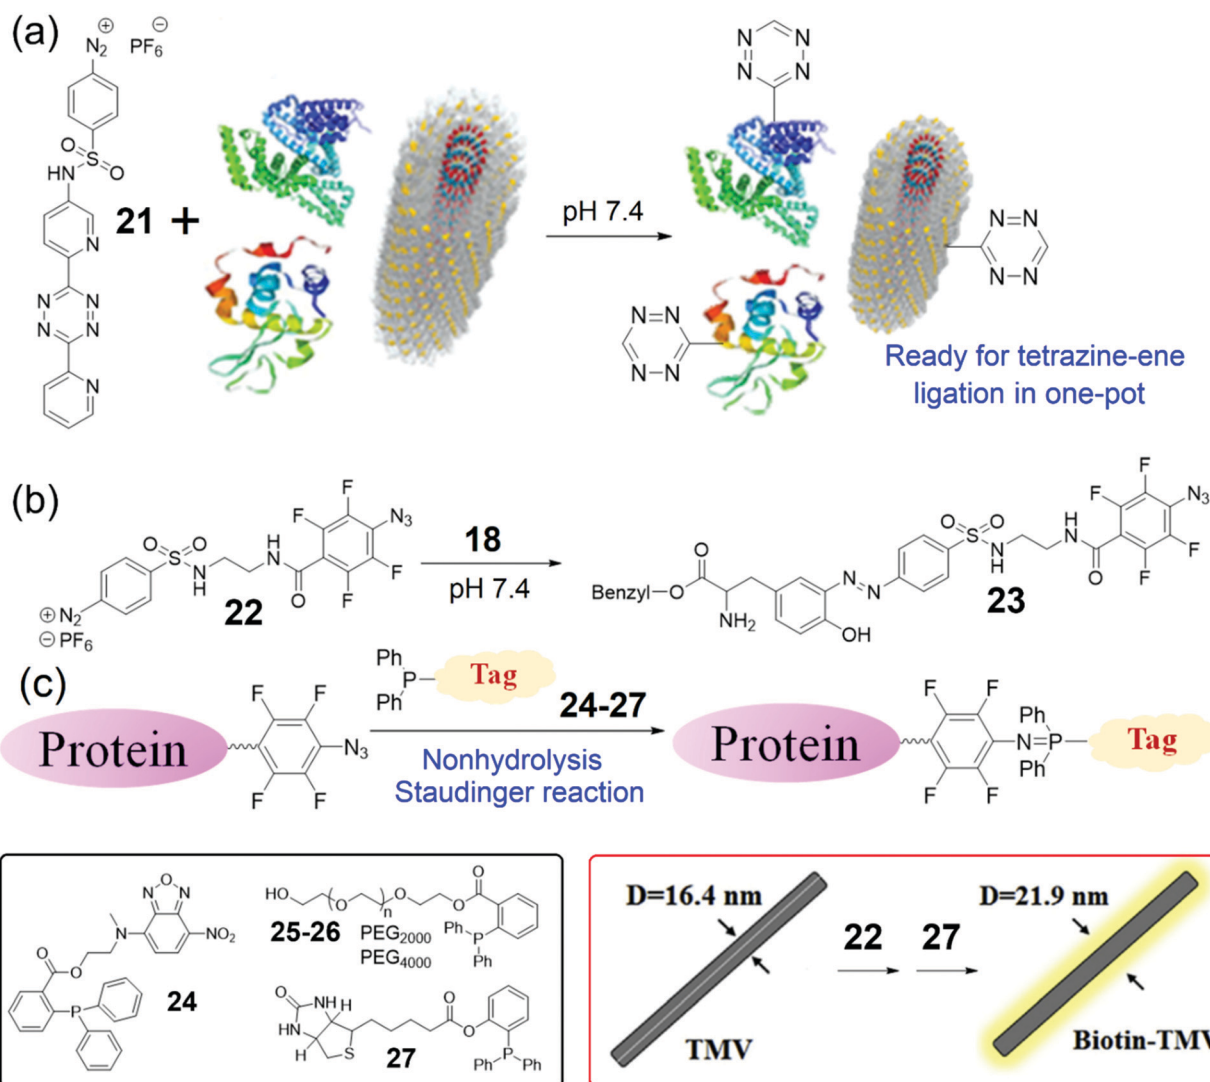 (a)
N2 ⊕ PF6 ⊖
S
O
O
HN
N
N
N
N
N
N
21 +
pH 7.4
N
N
N
N
N
N
N
N
N=N
N=N
Ready for tetrazine-ene
ligation in one-pot
(b)
⊕ N2
⊖ PF6
O O
S
N
H
H
N
O
F
F
F
F
N3
22
18
pH 7.4
Benzyl
O
O
NH2
OH
N
N
O O
S
NH
H
N
O
F
F
F
F
N3
23
(c)
Protein
F
F
F
F
N3
Ph
P
Ph
Tag
24-27
Nonhydrolysis
Staudinger reaction
Protein
F
F
F
F
N=P
Ph
Ph
Tag
N O N
N
NO2
O
O
P
24
HO
O
n
O
O
O
25-26
PEG2000
PEG4000
Ph
P
Ph
O
NH
HN
H
H
S
O
O
P
Ph
Ph
27
D=16.4 nm
TMV
22
27
D=21.9 nm
Biotin-TMV